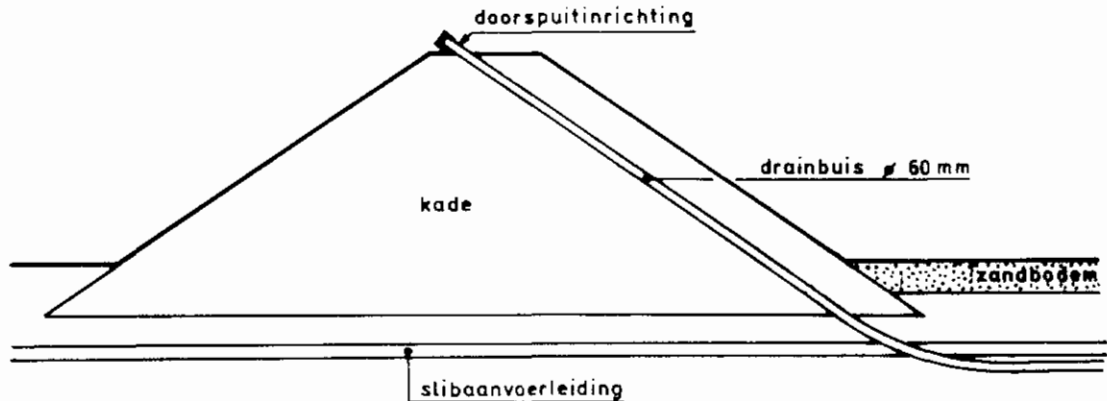 doorspuitinrichting
drainbuis ø 60 mm
kade
zandbodem
slibaanvoerleiding